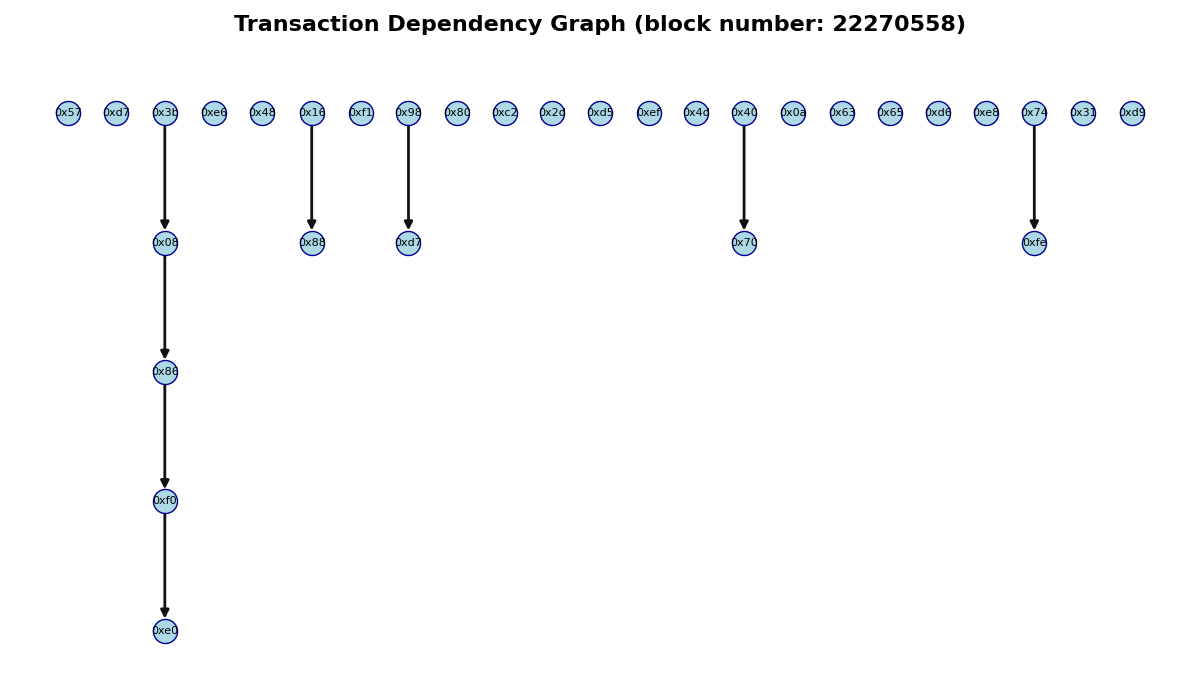 Transaction Dependency Graph (block number: 22270558)
0x57 0xd7 0x3b 0xe6 0x48 0x16 0xf1 0x98 0x80 0xc2 0x2d 0xd5 0xef 0x4d 0x40 0x0a 0x63 0x65 0xd6 0xe8 0x74 0x31 0xd9
0x08 0x88 0xd7 0x70 0xfe
0x86
0xf0
0xe0